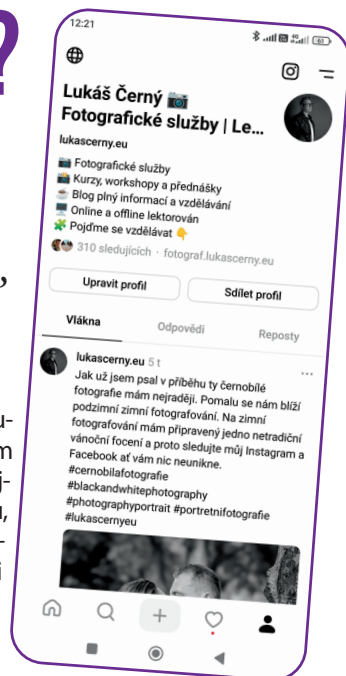 ?
12:21
61
Lukáš Černý 📷
Fotografické služby | Le...
lukascerny.eu
📷 Fotografické služby
📸 Kurzy, workshopy a přednášky
☕ Blog plný informací a vzdělávání
🖥️ Online a offline lektorován
🧩 Pojďme se vzdělávat 👇
310 sledujících · fotograf.lukascerny.eu
Upravit profil Sdílet profil
Vlákna Odpovědi Reposty
lukascerny.eu 5 t
Jak už jsem psal v příběhu ty černobílé
fotografie mám nejraději. Pomalu se nám blíží
podzimní zimní fotografování. Na zimní
fotografování mám připravený jedno netradiční
vánoční focení a proto sledujte můj Instagram a
Facebook ať vám nic neunikne.
#cernobilafotografie
#blackandwhitephotography
#photographyportrait #portretnifotografie
#lukascernyeu
,
u-
m
j-
u,
-
i